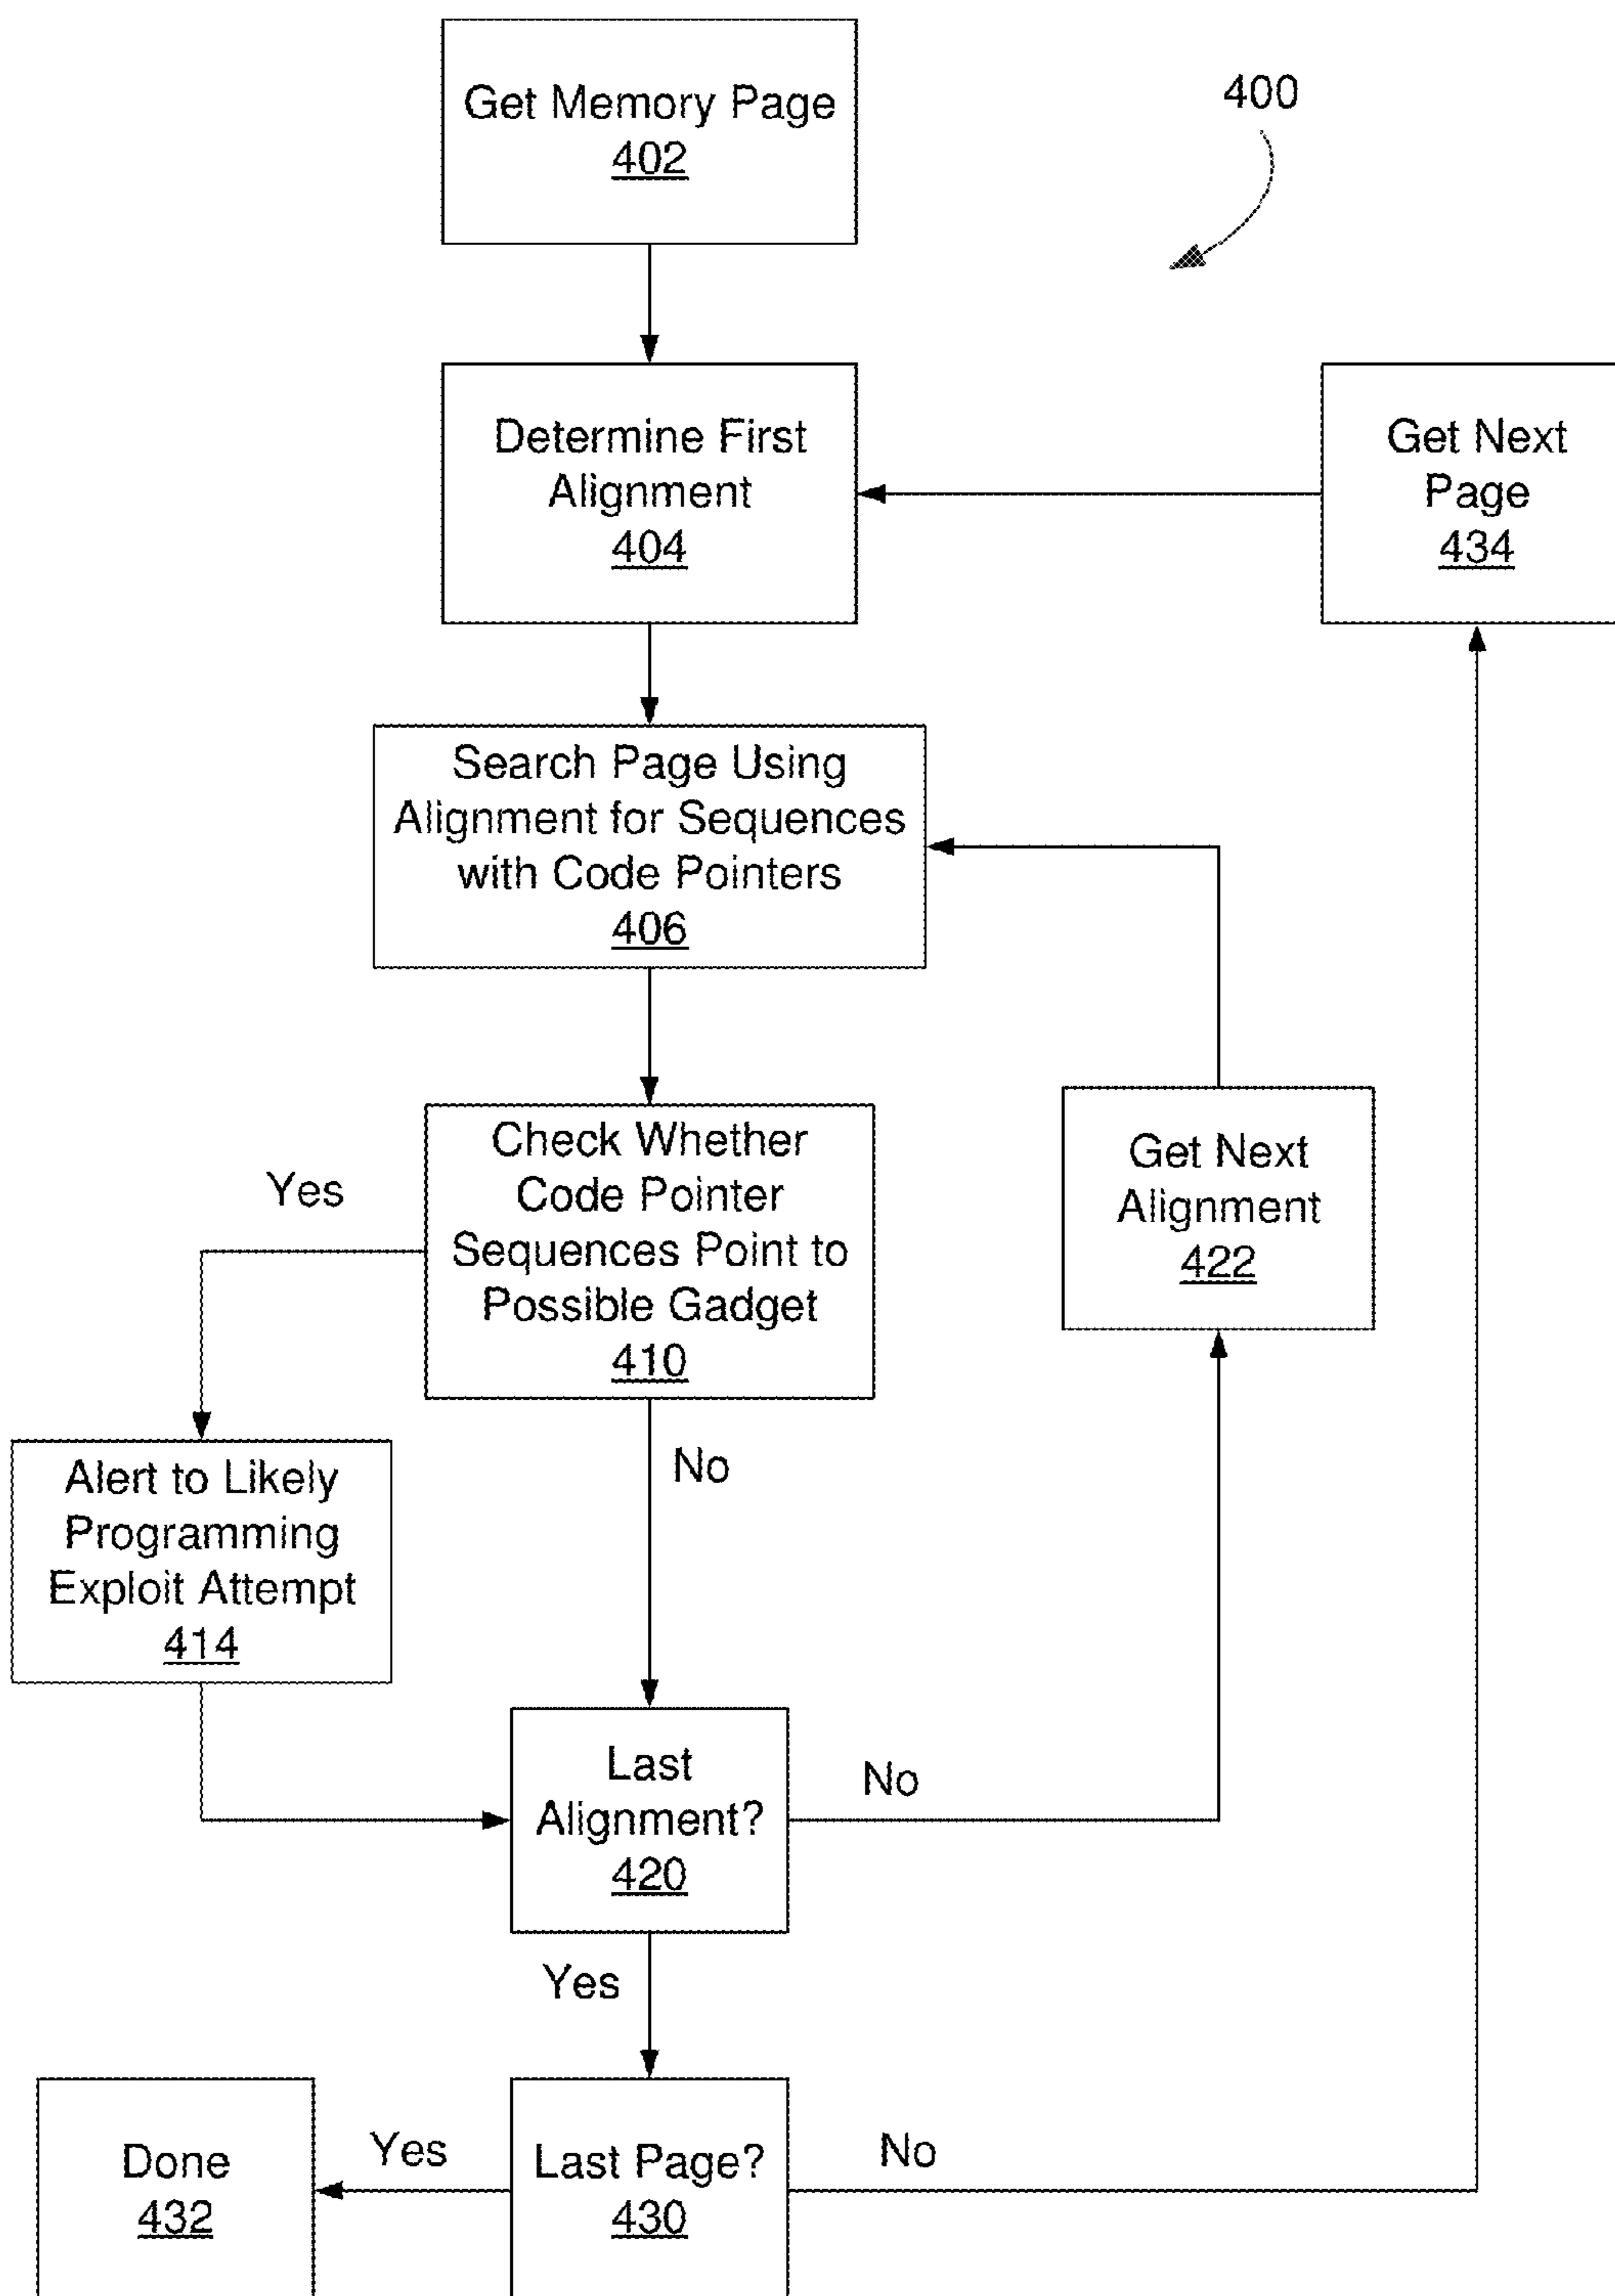 Get Memory Page
402
400
Determine First
Alignment
404
Get Next
Page
434
Search Page Using
Alignment for Sequences
with Code Pointers
406
Check Whether
Code Pointer
Sequences Point to
Possible Gadget
410
Yes
Get Next
Alignment
422
No
Alert to Likely
Programming
Exploit Attempt
414
Last
Alignment?
420
No
Yes
Done
432
Yes
Last Page?
430
No